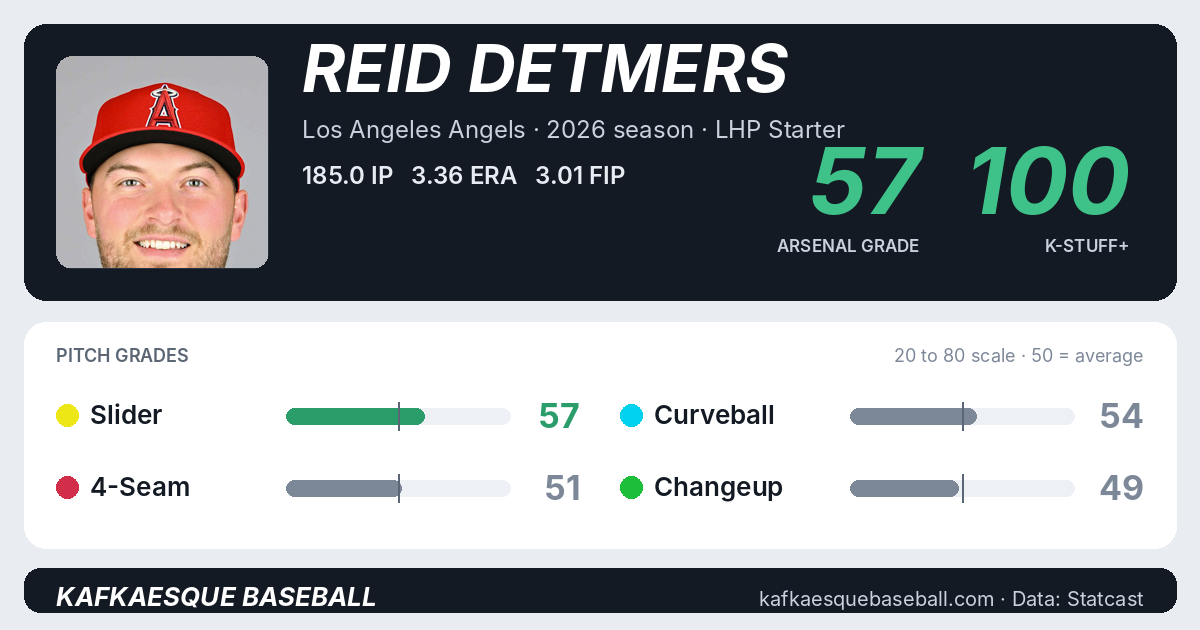 REID DETMERS
Los Angeles Angels · 2026 season · LHP Starter
185.0 IP 3.36 ERA 3.01 FIP
57 100
ARSENAL GRADE K-STUFF+
PITCH GRADES 20 to 80 scale · 50 = average
Slider 57 Curveball 54
4-Seam 51 Changeup 49
KAFKAESQUE BASEBALL kafkaesquebaseball.com · Data: Statcast